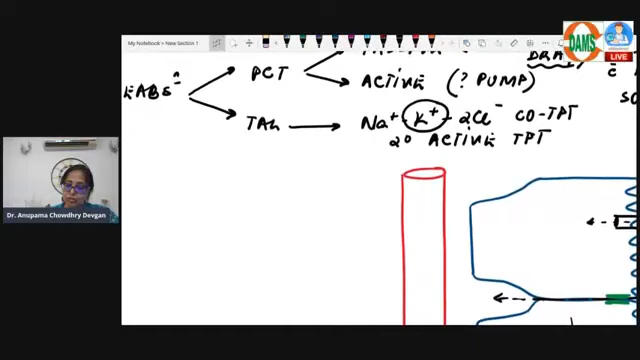 My Notebook > New Section 1
DAMS
LIVE
PCT
ACTIVE (? PUMP)
EABSⁿ
TAL
Na⁺ K⁺ 2Cl⁻ CO-TPT
2° ACTIVE TPT
Dr. Anupama Chowdhry Devgan